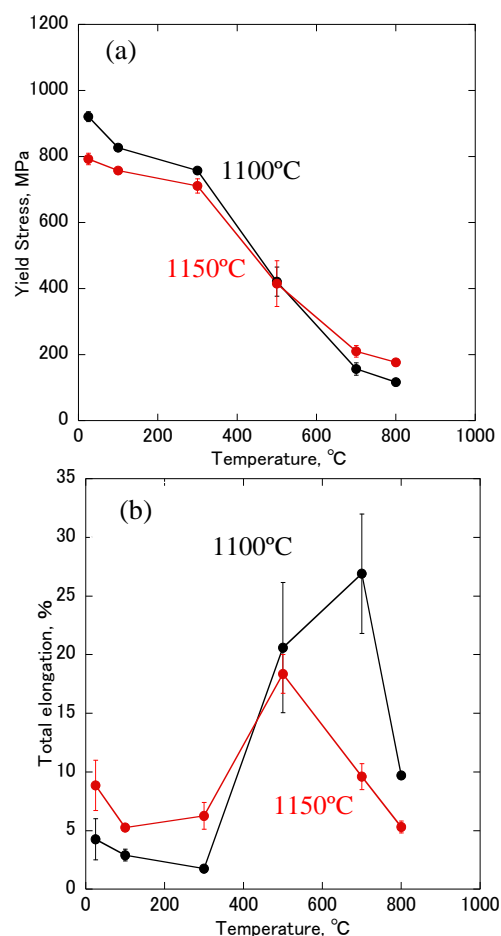 (a)
1200
1000
800
600
400
200
0
Yield Stress, MPa
1100ºC
1150ºC
0 200 400 600 800 1000
Temperature, ℃
(b)
35
30
25
20
15
10
5
0
Total elongation, %
1100ºC
1150ºC
0 200 400 600 800 1000
Temperature, ℃